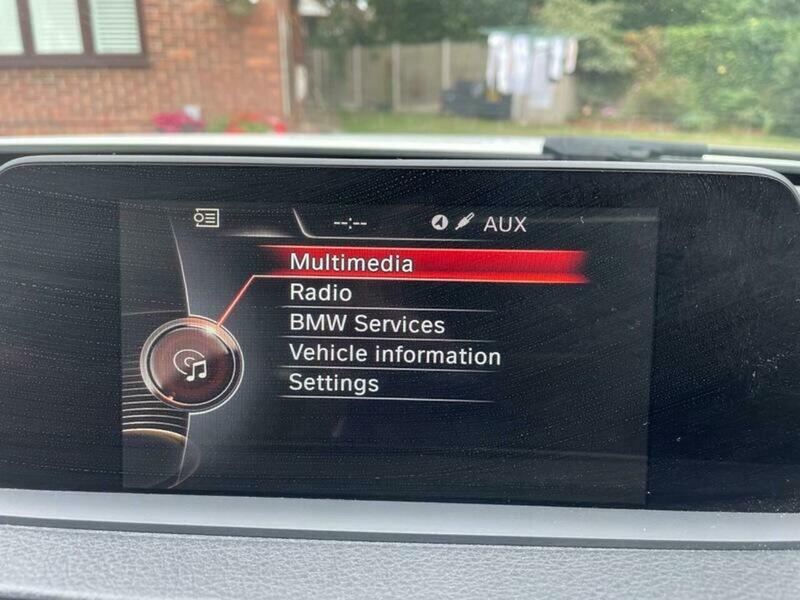 --:-- AUX
Multimedia
Radio
BMW Services
Vehicle information
Settings